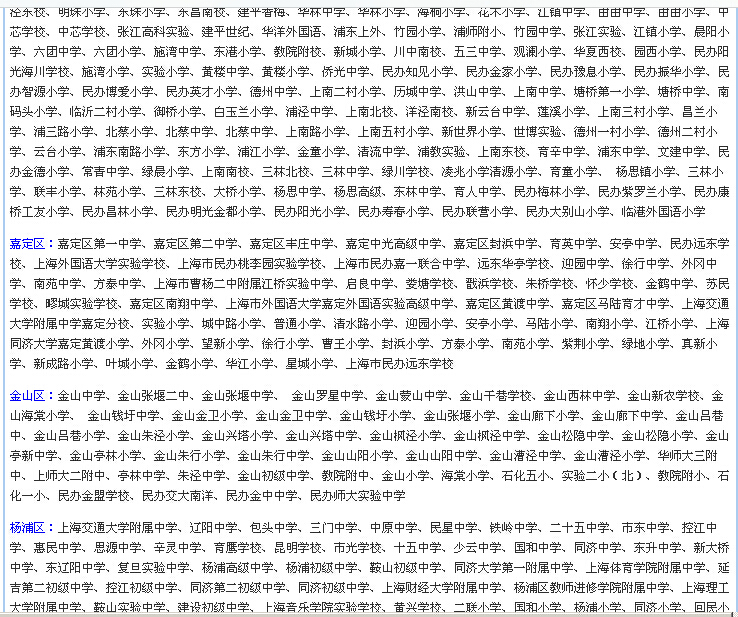 泾东校、明珠小学、东珠小学、东昌南校、建平香梅、华林中学、华林小学、海桐小学、花木小学、江镇中学、由由中学、由由小学、中
芯学校、中芯学校、张江高科实验、建平世纪、华洋外国语、浦东上外、竹园小学、浦师附小、竹园中学、张江实验、江镇小学、晨阳小
学、六团中学、六团小学、施湾中学、东港小学、教院附校、新城小学、川中南校、五三中学、观澜小学、华夏西校、园西小学、民办阳
光海川学校、施湾小学、实验小学、黄楼中学、黄楼小学、侨光中学、民办知见小学、民办金家小学、民办豫息小学、民办振华小学、民
办智源小学、民办博爱小学、民办英才小学、德州中学、上南二村小学、历城中学、洪山中学、上南中学、塘桥第一小学、塘桥中学、南
码头小学、临沂二村小学、御桥小学、白玉兰小学、浦泾中学、上南北校、洋泾南校、新云台中学、莲溪小学、上南三村小学、昌兰小
学、浦三路小学、北蔡小学、北蔡中学、北蔡中学、上南路小学、上南五村小学、新世界小学、世博实验、德州一村小学、德州二村小
学、云台小学、浦东南路小学、东方小学、浦江小学、金童小学、清流中学、浦教实验、上南东校、育辛中学、浦东中学、文建中学、民
办金德小学、常青中学、绿晨小学、上南南校、三林北校、三林中学、绿川学校、凌兆小学清源小学、育童小学、 杨思镇小学、三林小
学、联丰小学、林苑小学、三林东校、大桥小学、杨思中学、杨思高级、东林中学、育人中学、民办梅林小学、民办紫罗兰小学、民办康
桥工友小学、民办昌林小学、民办明光金都小学、民办阳光小学、民办寿春小学、民办联营小学、民办大别山小学、临港外国语小学
嘉定区：嘉定区第一中学、嘉定区第二中学、嘉定区丰庄中学、嘉定中光高级中学、嘉定区封浜中学、育英中学、安亭中学、民办远东学
校、上海外国语大学实验学校、上海市民办桃李园实验学校、上海市民办嘉一联合中学、远东华亭学校、迎园中学、徐行中学、外冈中
学、南苑中学、方泰中学、上海市曹杨二中附属江桥实验中学、启良中学、娄塘学校、戬浜学校、朱桥学校、怀少学校、金鹤中学、苏民
学校、疁城实验学校、嘉定区南翔中学、上海市外国语大学嘉定外国语实验高级中学、嘉定区黄渡中学、嘉定区马陆育才中学、上海交通
大学附属中学嘉定分校、实验小学、城中路小学、普通小学、清水路小学、迎园小学、安亭小学、马陆小学、南翔小学、江桥小学、上海
同济大学嘉定黄渡小学、外冈小学、望新小学、徐行小学、曹王小学、封浜小学、方泰小学、南苑小学、紫荆小学、绿地小学、真新小
学、新成路小学、叶城小学、金鹤小学、华江小学、星城小学、上海市民办远东学校
金山区：金山中学、金山张堰二中、金山张堰中学、 金山罗星中学、金山蒙山中学、金山干巷学校、金山西林中学、金山新农学校、金
山海棠小学、 金山钱圩中学、金山金卫小学、金山金卫中学、金山钱圩小学、金山张堰小学、金山廊下小学、金山廊下中学、金山吕巷
中、金山吕巷小学、金山朱泾小学、金山兴塔小学、金山兴塔中学、金山枫泾小学、金山枫泾中学、金山松隐中学、金山松隐小学、金山
亭新中学、金山亭林小学、金山朱行小学、金山朱行中学、金山山阳小学、金山山阳中学、金山漕泾中学、金山漕泾小学、华师大三附
中、上师大二附中、亭林中学、朱泾中学、金山初级中学、教院附中、金山小学、海棠小学、石化五小、实验二小（北）、教院附小、石
化一小、民办金盟学校、民办交大南洋、民办金中中学、民办师大实验中学
杨浦区：上海交通大学附属中学、辽阳中学、包头中学、三门中学、中原中学、民星中学、铁岭中学、二十五中学、市东中学、控江中
学、惠民中学、思源中学、辛灵中学、育鹰学校、昆明学校、市光学校、十五中学、少云中学、国和中学、同济中学、东升中学、新大桥
中学、东辽阳中学、复旦实验中学、杨浦高级中学、杨浦初级中学、鞍山初级中学、同济大学第一附属中学、上海体育学院附属中学、延
吉第二初级中学、控江初级中学、同济第二初级中学、同济初级中学、上海财经大学附属中学、杨浦区教师进修学院附属中学、上海理工
大学附属中学、鞍山实验中学、建设初级中学、上海音乐学院实验学校、黄兴学校、二联小学、国和小学、杨浦小学、同济小学、回民小